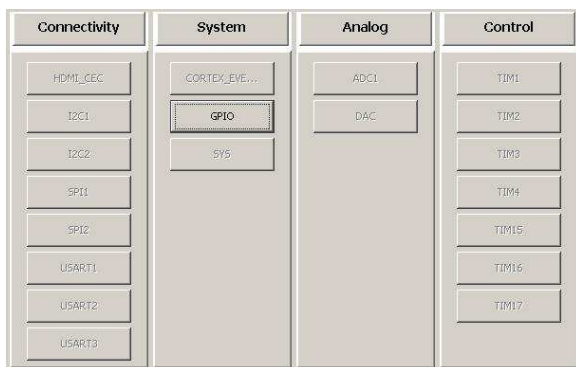 Connectivity
HDMI_CEC
I2C1
I2C2
SPI1
SPI2
USART1
USART2
USART3
System
CORTEX_EVE...
GPIO
SYS
Analog
ADC1
DAC
Control
TIM1
TIM2
TIM3
TIM4
TIM15
TIM16
TIM17